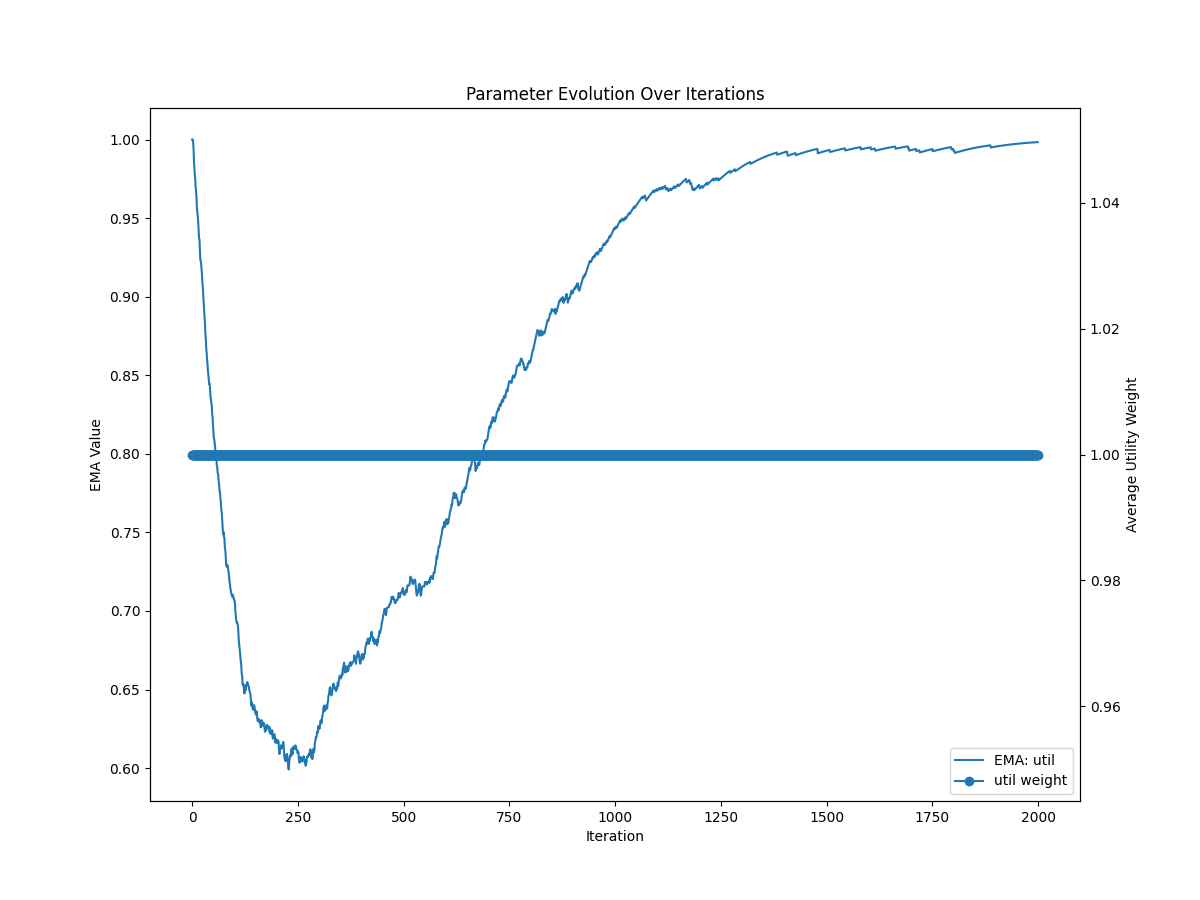 Parameter Evolution Over Iterations
1.00
0.95
0.90
0.85
0.80
0.75
0.70
0.65
0.60
EMA Value
1.04
1.02
1.00
0.98
0.96
Average Utility Weight
EMA: util
util weight
0 250 500 750 1000 1250 1500 1750 2000
Iteration